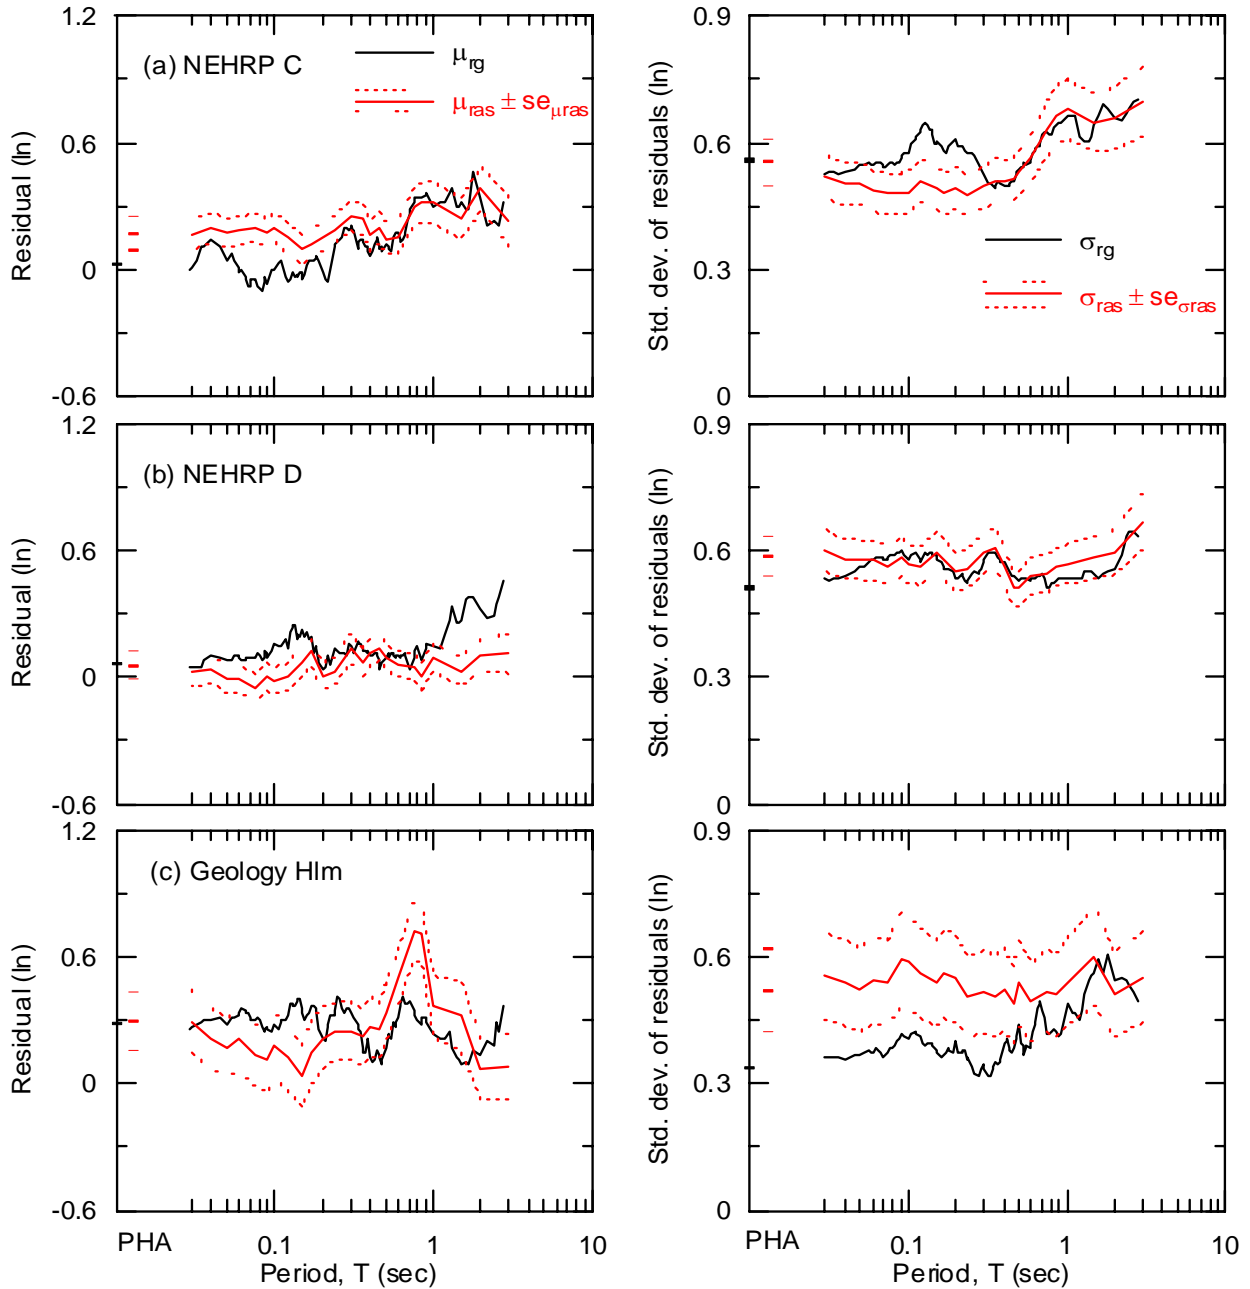 1.2
0.6
0
-0.6
Residual (ln)
(a) NEHRP C
μrg
μras ± seμras
0.9
0.6
0.3
0
Std. dev. of residuals (ln)
σrg
σras ± seσras
1.2
0.6
0
-0.6
Residual (ln)
(b) NEHRP D
0.9
0.6
0.3
0
Std. dev. of residuals (ln)
1.2
0.6
0
-0.6
Residual (ln)
(c) Geology Hlm
PHA 0.1 1 10
Period, T (sec)
0.9
0.6
0.3
0
Std. dev. of residuals (ln)
PHA 0.1 1 10
Period, T (sec)